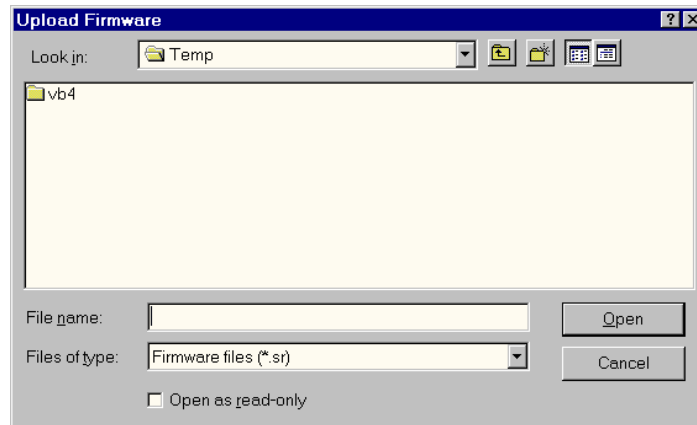 Upload Firmware
Look in: Temp
vb4
File name:
Open
Files of type: Firmware files (*.sr)
Cancel
Open as read-only